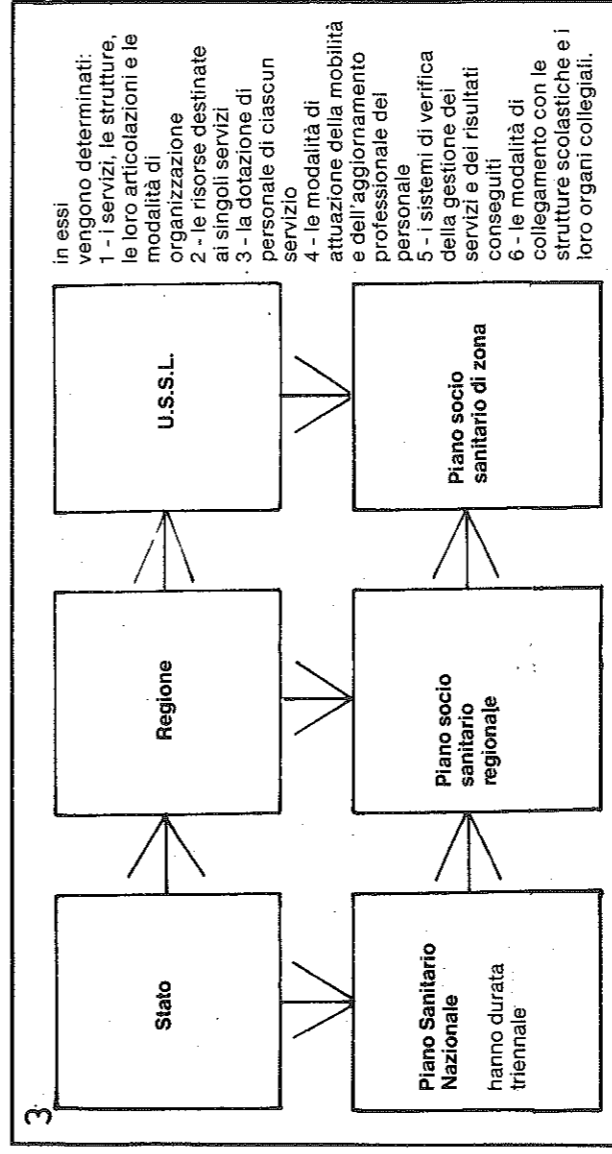 3
Stato
Regione
U.S.S.L.
Piano Sanitario
Nazionale
hanno durata
triennale
Piano socio
sanitario
regionale
Piano socio
sanitario di zona
in essi
vengono determinati:
1 - i servizi, le strutture,
le loro articolazioni e le
modalità di
organizzazione
2 - le risorse destinate
ai singoli servizi
3 - la dotazione di
personale di ciascun
servizio
4 - le modalità di
attuazione della mobilità
e dell'aggiornamento
professionale del
personale
5 - i sistemi di verifica
della gestione dei
servizi e dei risultati
conseguiti
6 - le modalità di
collegamento con le
strutture scolastiche e i
loro organi collegiali.